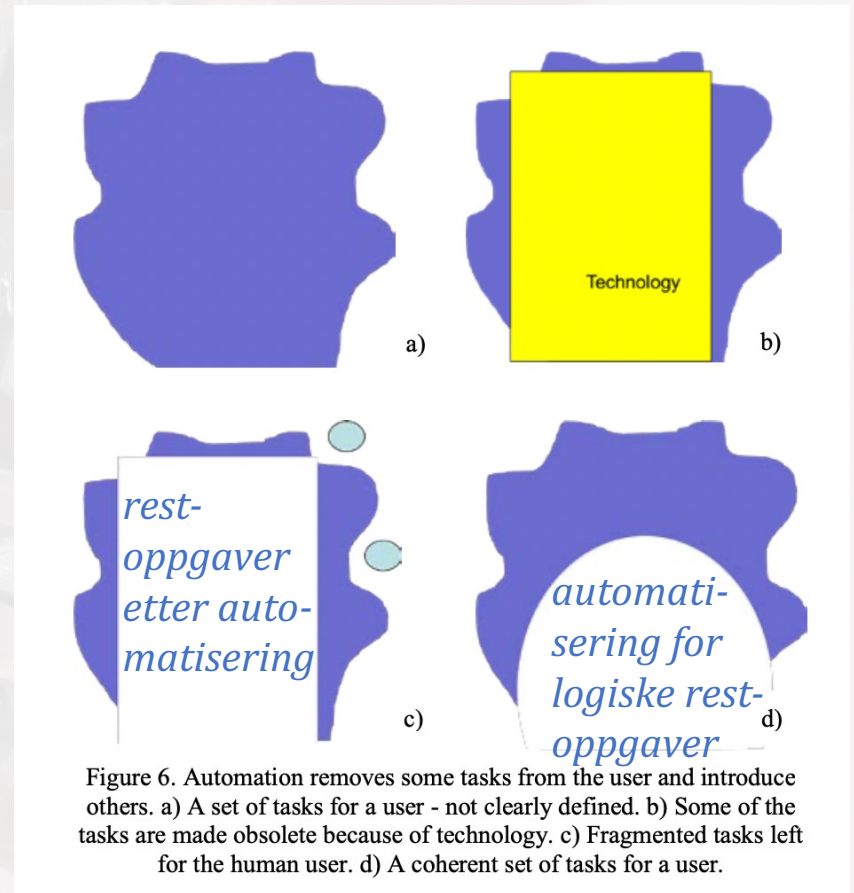 a)
Technology
b)
rest-
oppgaver
etter auto-
matisering
c)
automati-
sering for
logiske rest-
oppgaver
d)
Figure 6. Automation removes some tasks from the user and introduce
others. a) A set of tasks for a user - not clearly defined. b) Some of the
tasks are made obsolete because of technology. c) Fragmented tasks left
for the human user. d) A coherent set of tasks for a user.